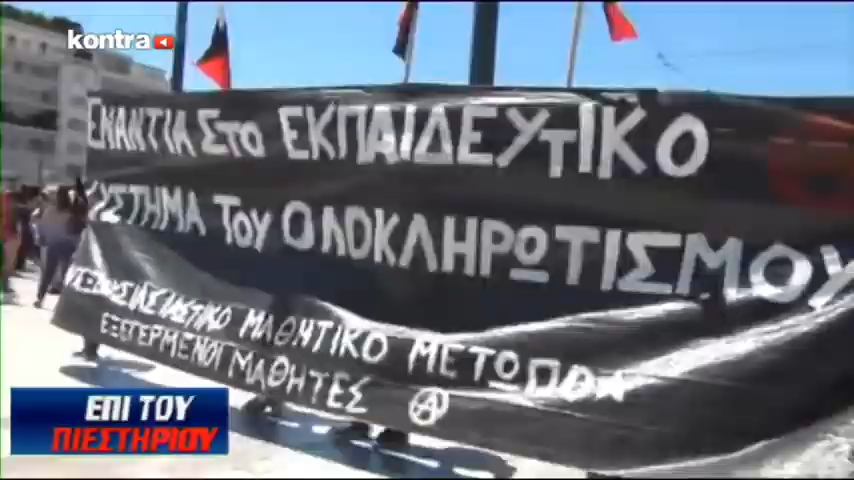 kontra
ΕΝΑΝΤΙΑ ΣΤΟ ΕΚΠΑΙΔΕΥΤΙΚΟ
ΣΥΣΤΗΜΑ ΤΟΥ ΟΛΟΚΛΗΡΩΤΙΣΜΟΥ
ΜΑΘΗΤΙΚΟ ΜΕΤΩΠΟ
ΕΞΕΓΕΡΜΕΝΟΙ ΜΑΘΗΤΕΣ
ΕΠΙ ΤΟΥ
ΠΙΕΣΤΗΡΙΟΥ